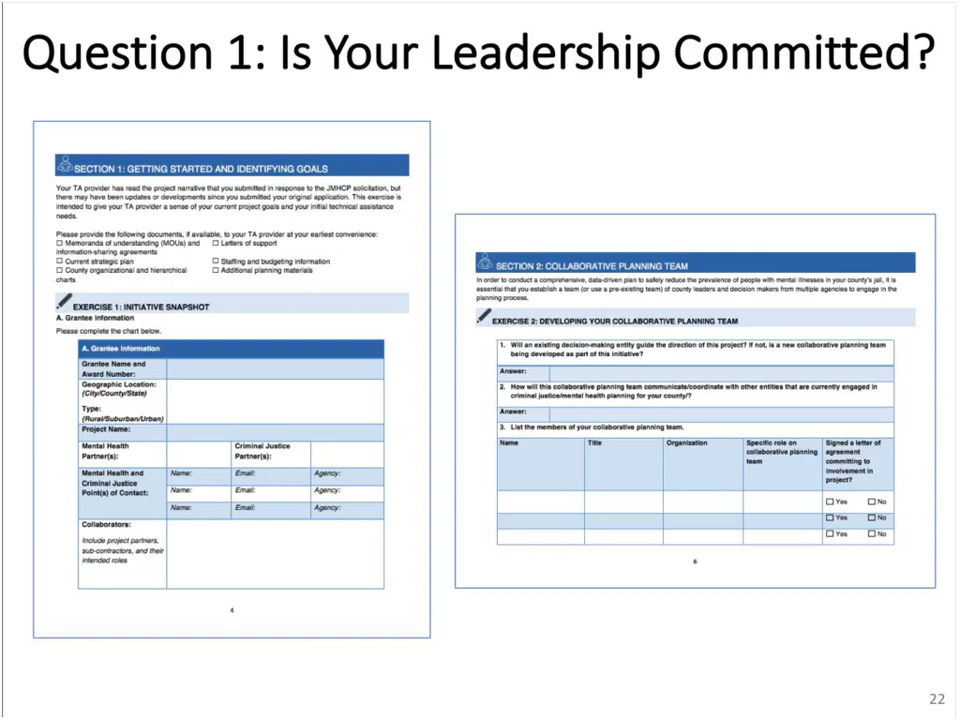 Question 1: Is Your Leadership Committed?
SECTION 1: GETTING STARTED AND IDENTIFYING GOALS
Your TA provider has read the project narrative that you submitted in response to the JMHCP solicitation, but
there may have been updates or developments since you submitted your original application. This exercise is
intended to give your TA provider a sense of your current project goals and your initial technical assistance
needs.
Please provide the following documents, if available, to your TA provider at your earliest convenience:
☐ Memoranda of understanding (MOUs) and ☐ Letters of support
information-sharing agreements
☐ Current strategic plan ☐ Staffing and budgeting information
☐ County organizational and hierarchical ☐ Additional planning materials
charts
EXERCISE 1: INITIATIVE SNAPSHOT
A. Grantee Information
Please complete the chart below.
A. Grantee Information
Grantee Name and
Award Number:
Geographic Location:
(City/County/State)
Type:
(Rural/Suburban/Urban)
Project Name:
Mental Health Criminal Justice
Partner(s): Partner(s):
Mental Health and Name: Email: Agency:
Criminal Justice
Point(s) of Contact: Name: Email: Agency:
Name: Email: Agency:
Collaborators:
Include project partners,
sub-contractors, and their
intended roles
4
SECTION 2: COLLABORATIVE PLANNING TEAM
In order to conduct a comprehensive, data-driven plan to safely reduce the prevalence of people with mental illnesses in your county's jail, it is
essential that you establish a team (or use a pre-existing team) of county leaders and decision makers from multiple agencies to engage in the
planning process.
EXERCISE 2: DEVELOPING YOUR COLLABORATIVE PLANNING TEAM
1. Will an existing decision-making entity guide the direction of this project? If not, is a new collaborative planning team
being developed as part of this initiative?
Answer:
2. How will this collaborative planning team communicate/coordinate with other entities that are currently engaged in
criminal justice/mental health planning for your county/?
Answer:
3. List the members of your collaborative planning team.
Name Title Organization Specific role on Signed a letter of
collaborative planning agreement
team committing to
involvement in
project?
☐ Yes ☐ No
☐ Yes ☐ No
☐ Yes ☐ No
22